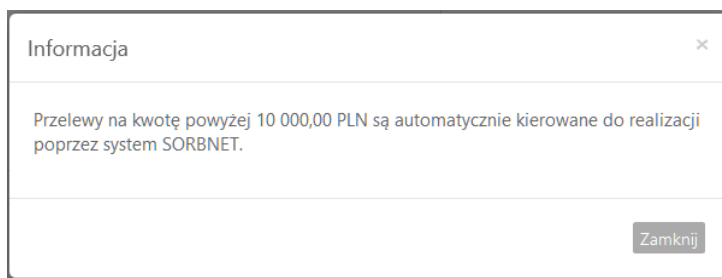 Informacja
×
Przelewy na kwotę powyżej 10 000,00 PLN są automatycznie kierowane do realizacji
poprzez system SORBNET.
Zamknij